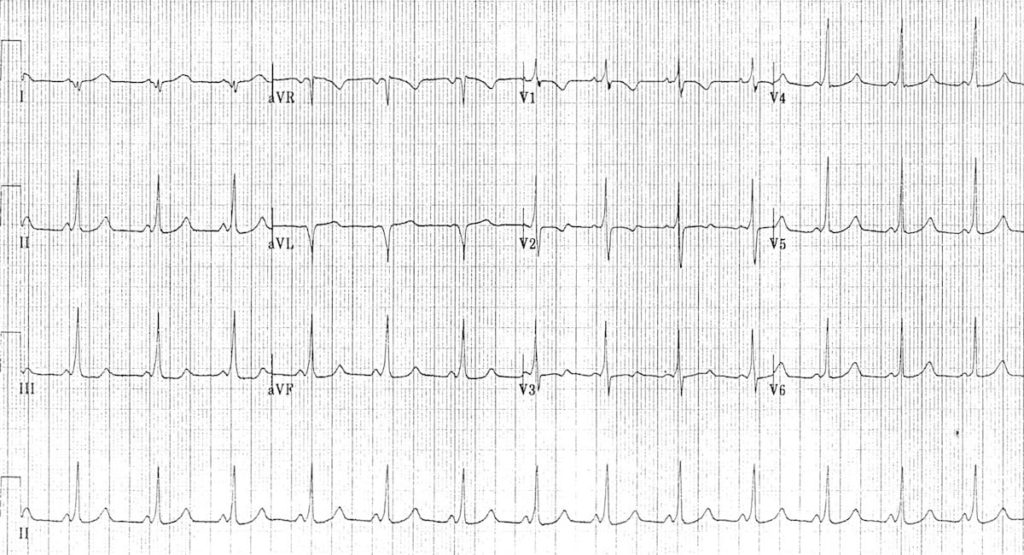 I aVR V1 V4
II aVL V2 V5
III aVF V3 V6
II